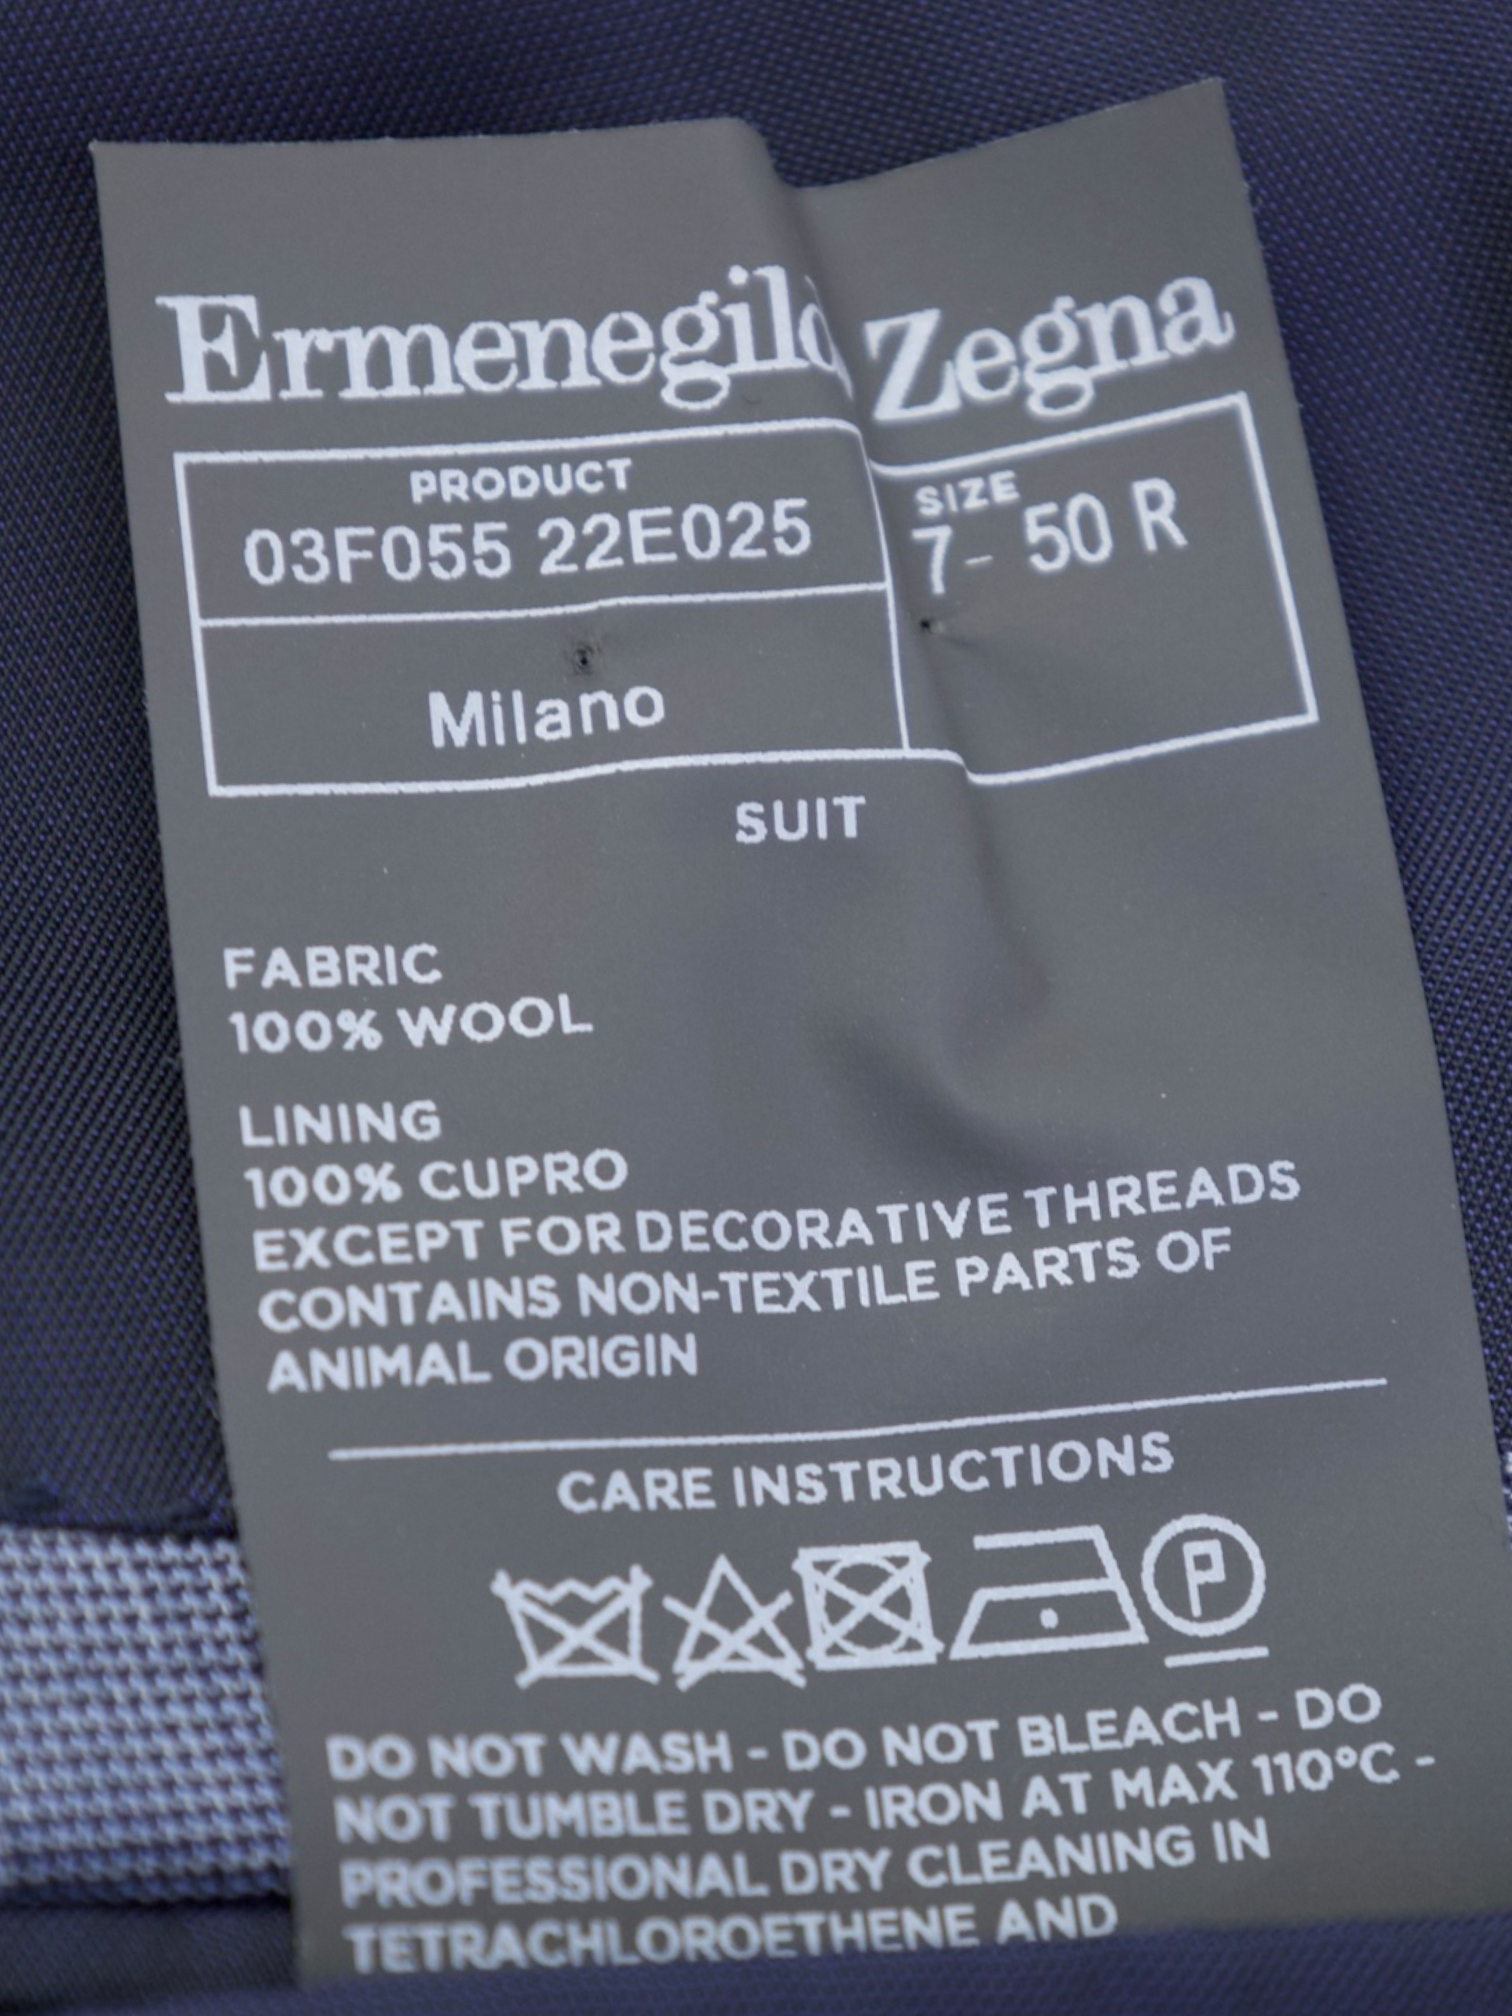 Ermenegild Zegna
PRODUCT
03F055 22E025
SIZE
7- 50 R
Milano
SUIT
FABRIC
100% WOOL
LINING
100% CUPRO
EXCEPT FOR DECORATIVE THREADS
CONTAINS NON-TEXTILE PARTS OF
ANIMAL ORIGIN
CARE INSTRUCTIONS
P
DO NOT WASH - DO NOT BLEACH - DO
NOT TUMBLE DRY - IRON AT MAX 110°C -
PROFESSIONAL DRY CLEANING IN
TETRACHLOROETHENE AND